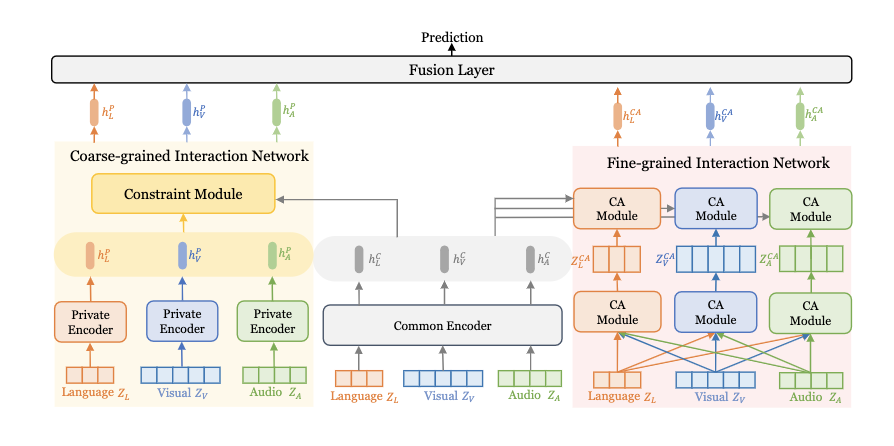 Prediction
Fusion Layer
h_L^P h_V^P h_A^P h_L^{CA} h_V^{CA} h_A^{CA}
Coarse-grained Interaction Network
Fine-grained Interaction Network
Constraint Module
CA Module
CA Module
CA Module
h_L^P h_V^P h_A^P
h_L^C h_V^C h_A^C
Z_L^{CA} Z_V^{CA} Z_A^{CA}
Private Encoder
Private Encoder
Private Encoder
Common Encoder
CA Module
CA Module
CA Module
Language Z_L Visual Z_V Audio Z_A
Language Z_L Visual Z_V Audio Z_A
Language Z_L Visual Z_V Audio Z_A